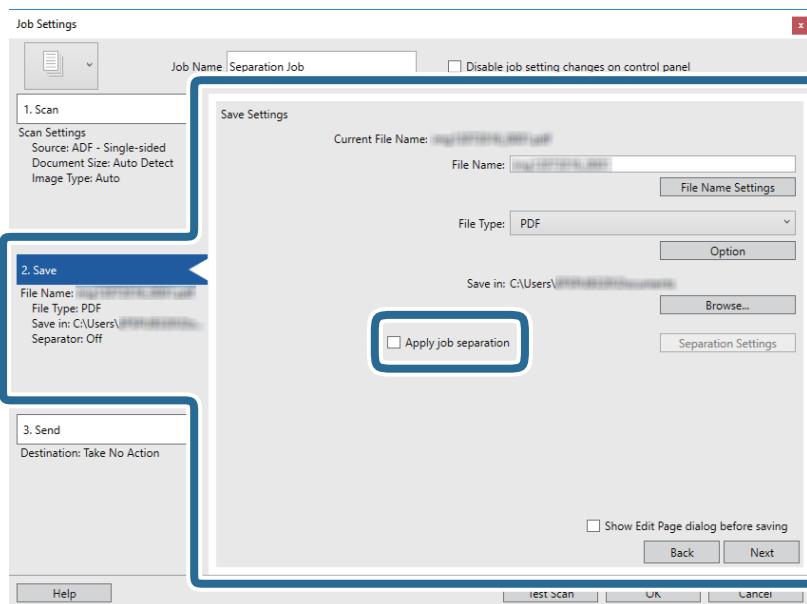 Job Settings
x
Job Name Separation Job
Disable job setting changes on control panel
1. Scan
Scan Settings
Source: ADF - Single-sided
Document Size: Auto Detect
Image Type: Auto
2. Save
File Name:
File Type: PDF
Save in: C:\Users\
Separator: Off
3. Send
Destination: Take No Action
Save Settings
Current File Name:
File Name:
File Name Settings
File Type: PDF
Option
Save in: C:\Users\
Browse...
Apply job separation
Separation Settings
Show Edit Page dialog before saving
Back Next
Help Test Scan OK Cancel